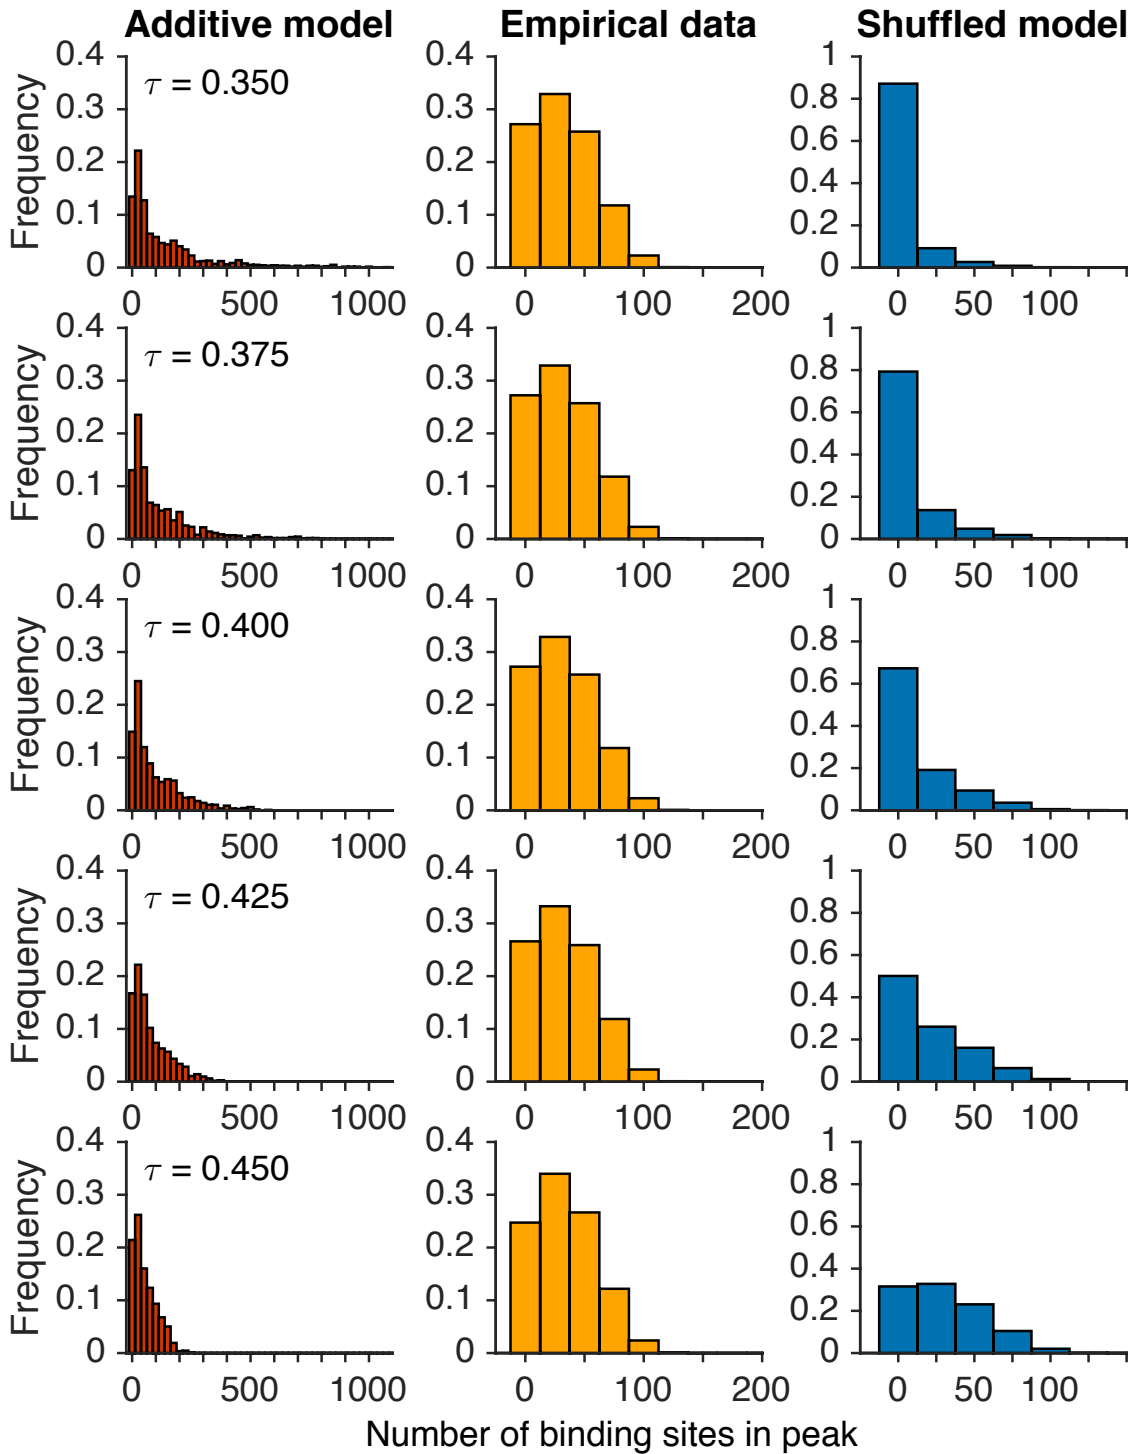 Additive model Empirical data Shuffled model
τ = 0.350
Frequency
0.4 0.3 0.2 0.1 0
0 500 1000
0.4 0.3 0.2 0.1 0
0 100 200
1 0.8 0.6 0.4 0.2 0
0 50 100
τ = 0.375
Frequency
0.4 0.3 0.2 0.1 0
0 500 1000
0.4 0.3 0.2 0.1 0
0 100 200
1 0.8 0.6 0.4 0.2 0
0 50 100
τ = 0.400
Frequency
0.4 0.3 0.2 0.1 0
0 500 1000
0.4 0.3 0.2 0.1 0
0 100 200
1 0.8 0.6 0.4 0.2 0
0 50 100
τ = 0.425
Frequency
0.4 0.3 0.2 0.1 0
0 500 1000
0.4 0.3 0.2 0.1 0
0 100 200
1 0.8 0.6 0.4 0.2 0
0 50 100
τ = 0.450
Frequency
0.4 0.3 0.2 0.1 0
0 500 1000
0.4 0.3 0.2 0.1 0
0 100 200
1 0.8 0.6 0.4 0.2 0
0 50 100
Number of binding sites in peak